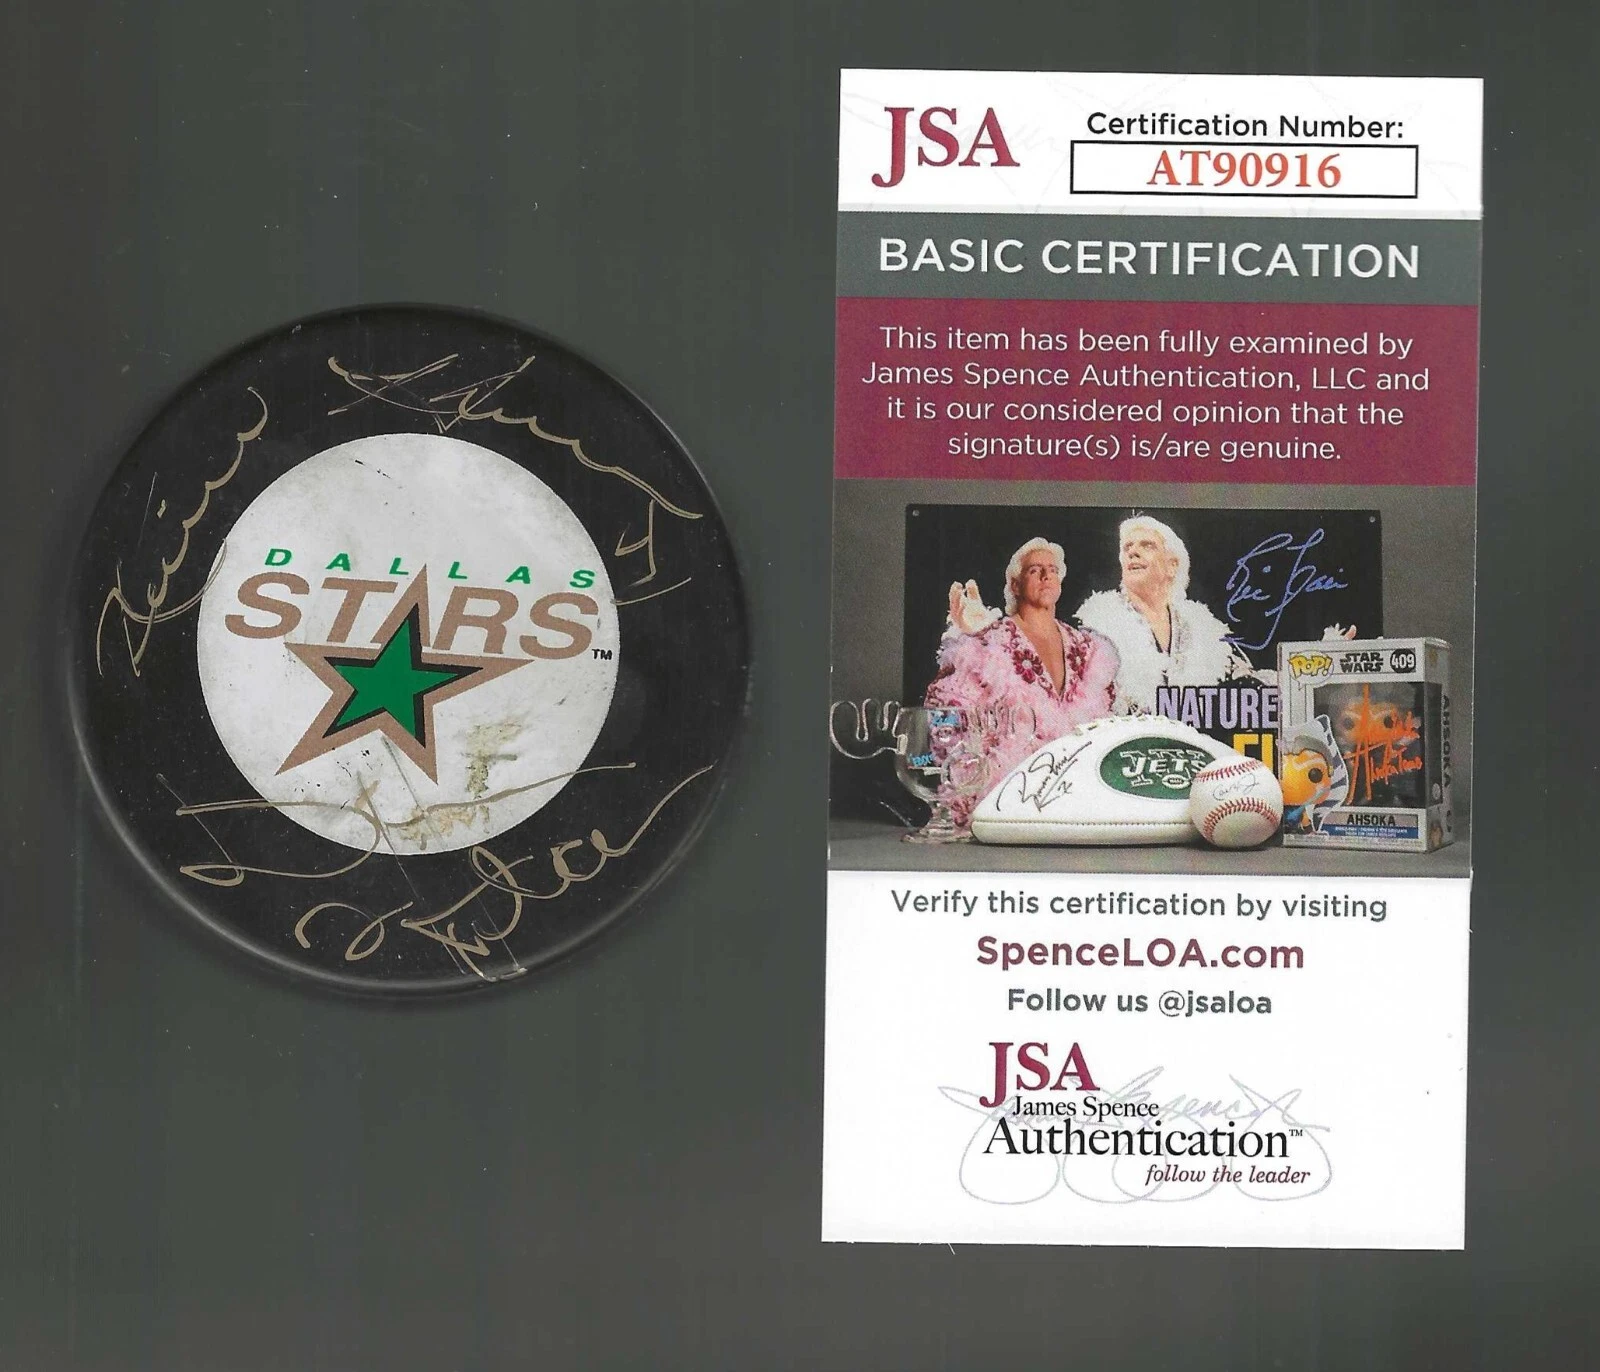 DALLAS
STARS
TM
JSA
Certification Number:
AT90916
BASIC CERTIFICATION
This item has been fully examined by
James Spence Authentication, LLC and
it is our considered opinion that the
signature(s) is/are genuine.
NATURE
POP!
STAR
WARS
409
JETS
AHSOKA
AHSOKA
Verify this certification by visiting
SpenceLOA.com
Follow us @jsaloa
JSA
James Spence
Authentication™
follow the leader